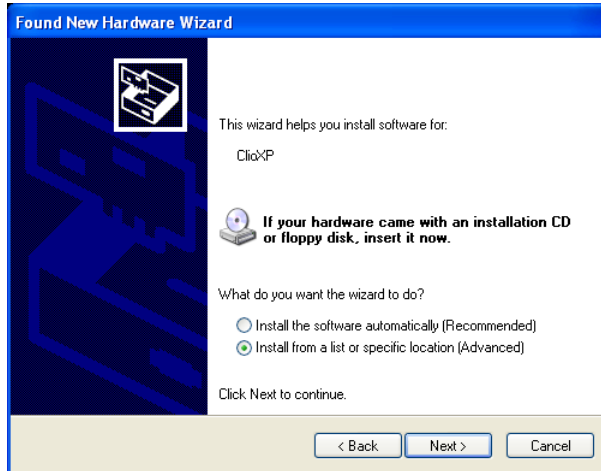 Found New Hardware Wizard
This wizard helps you install software for:
ClioXP
If your hardware came with an installation CD
or floppy disk, insert it now.
What do you want the wizard to do?
Install the software automatically (Recommended)
Install from a list or specific location (Advanced)
Click Next to continue.
< Back
Next >
Cancel